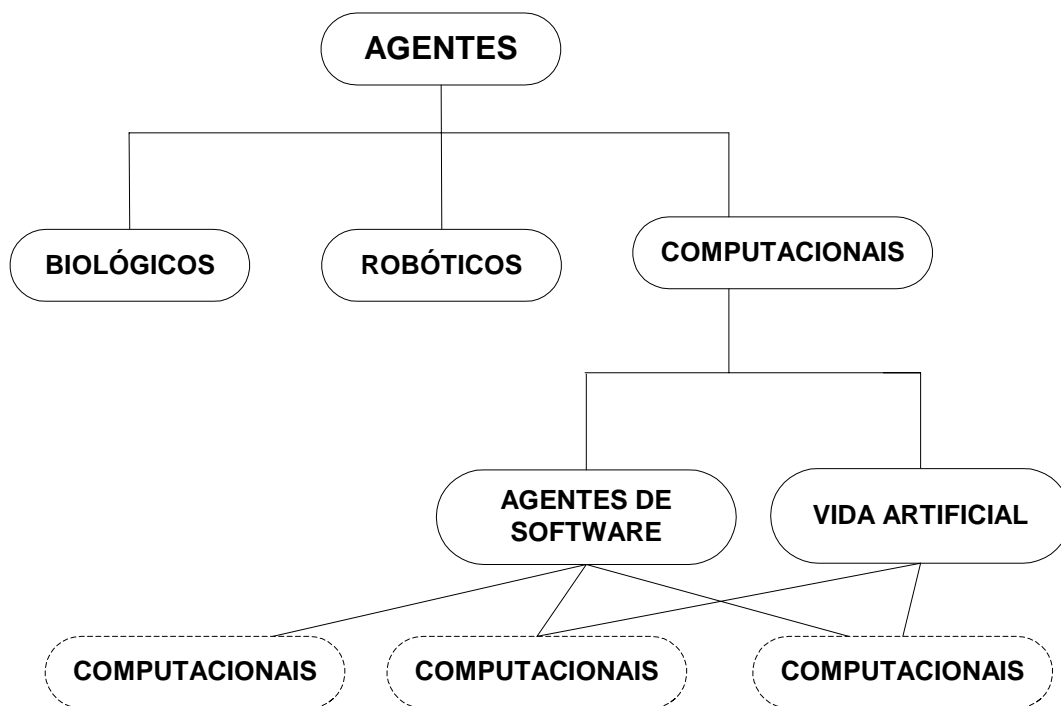 AGENTES
BIOLÓGICOS
ROBÓTICOS
COMPUTACIONAIS
AGENTES DE
SOFTWARE
VIDA ARTIFICIAL
COMPUTACIONAIS
COMPUTACIONAIS
COMPUTACIONAIS